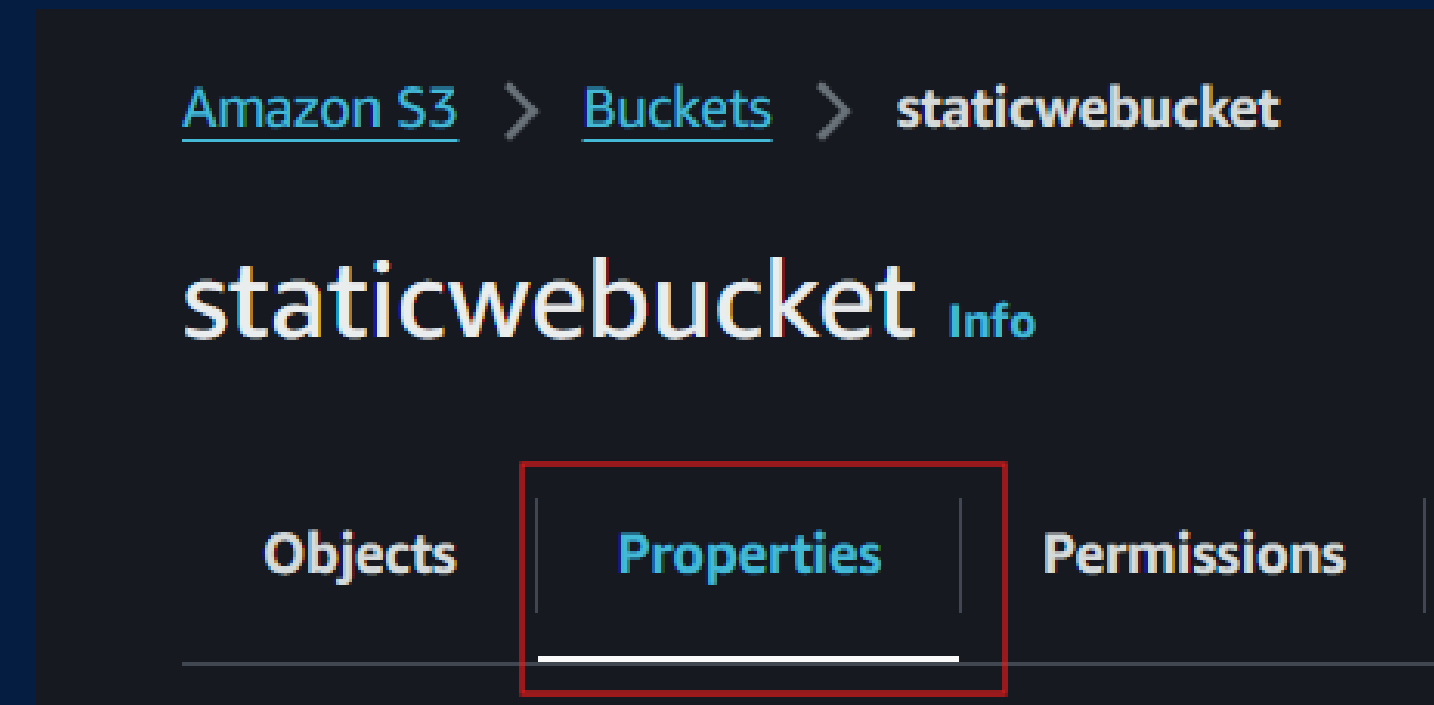 Amazon S3 > Buckets > staticwebucket
staticwebucket Info
Objects Properties Permissions